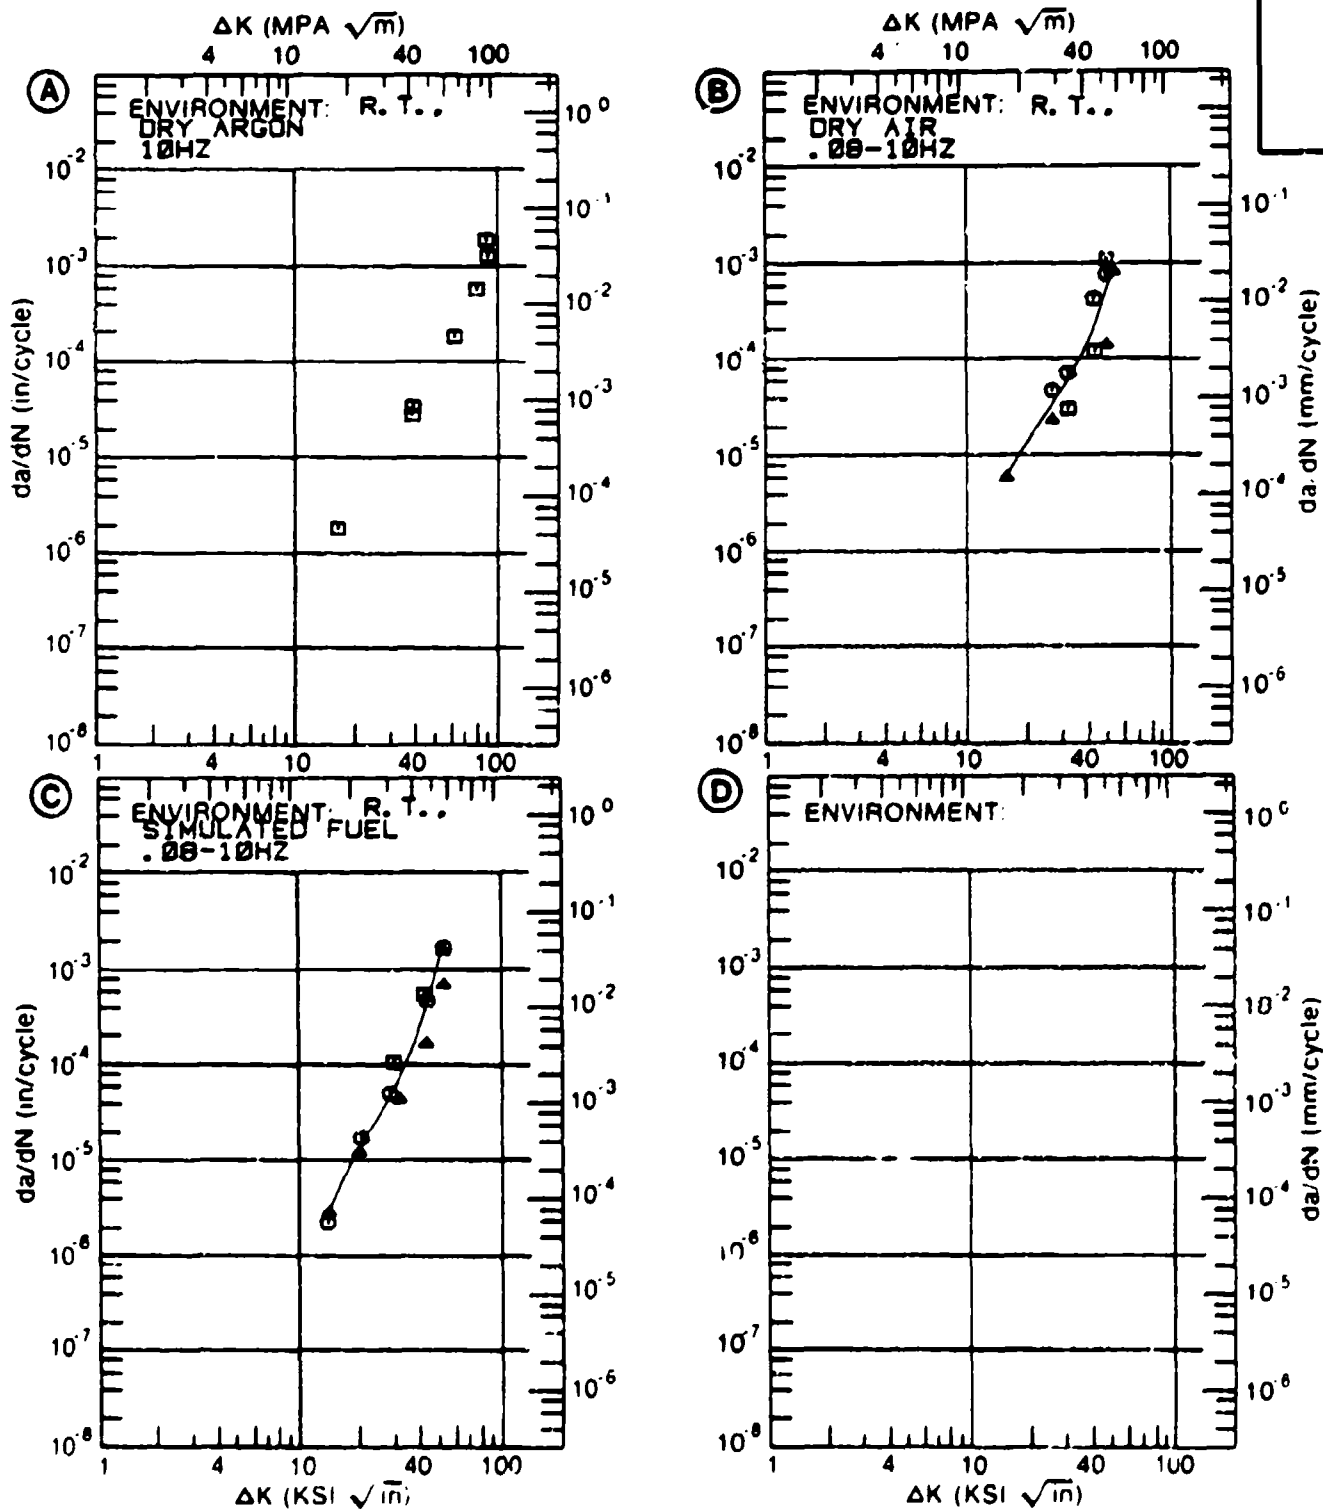 ΔK (MPA √m)
4 10 40 100
A
ENVIRONMENT: R.T.,
DRY ARGON
10HZ
10⁰
10⁻²
10⁻¹
10⁻³
10⁻²
10⁻⁴
10⁻³
10⁻⁵
10⁻⁴
10⁻⁶
10⁻⁵
10⁻⁷
10⁻⁶
10⁻⁸
1 4 10 40 100
da/dN (in/cycle)
ΔK (MPA √m)
4 10 40 100
B
ENVIRONMENT: R.T.,
DRY AIR
.08-10HZ
10⁻²
10⁻¹
10⁻³
10⁻²
10⁻⁴
10⁻³
10⁻⁵
10⁻⁴
10⁻⁶
10⁻⁵
10⁻⁷
10⁻⁶
10⁻⁸
1 4 10 40 100
da/dN (mm/cycle)
C
ENVIRONMENT: R.T.,
SIMULATED FUEL
.08-10HZ
10⁰
10⁻²
10⁻¹
10⁻³
10⁻²
10⁻⁴
10⁻³
10⁻⁵
10⁻⁴
10⁻⁶
10⁻⁵
10⁻⁷
10⁻⁶
10⁻⁸
1 4 10 40 100
da/dN (in/cycle)
ΔK (KSI √in)
D
ENVIRONMENT:
10⁰
10⁻²
10⁻¹
10⁻³
10⁻²
10⁻⁴
10⁻³
10⁻⁵
10⁻⁴
10⁻⁶
10⁻⁵
10⁻⁷
10⁻⁶
10⁻⁸
1 4 10 40 100
da/dN (mm/cycle)
ΔK (KSI √in)